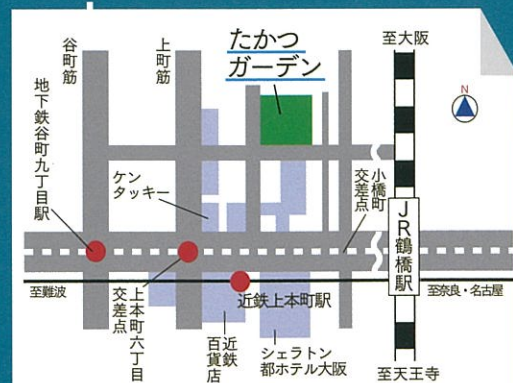 谷町筋
上町筋
たかつ
ガーデン
至大阪
N
地下鉄谷町九丁目駅
ケン
タッキー
小橋町
交差点
JR鶴橋駅
上本町六丁目
交差点
近鉄上本町駅
至難波
至奈良・名古屋
近鉄
百貨店
シェラトン
都ホテル大阪
至天王寺